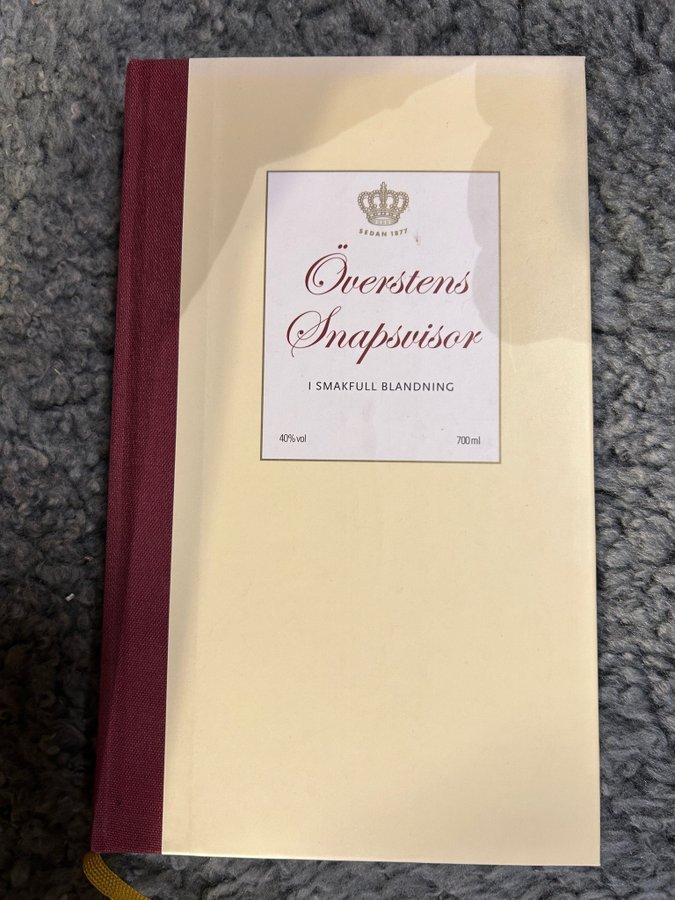 SEDAN 1877
Överstens
Snapsvisor
I SMAKFULL BLANDNING
40% vol 700 ml